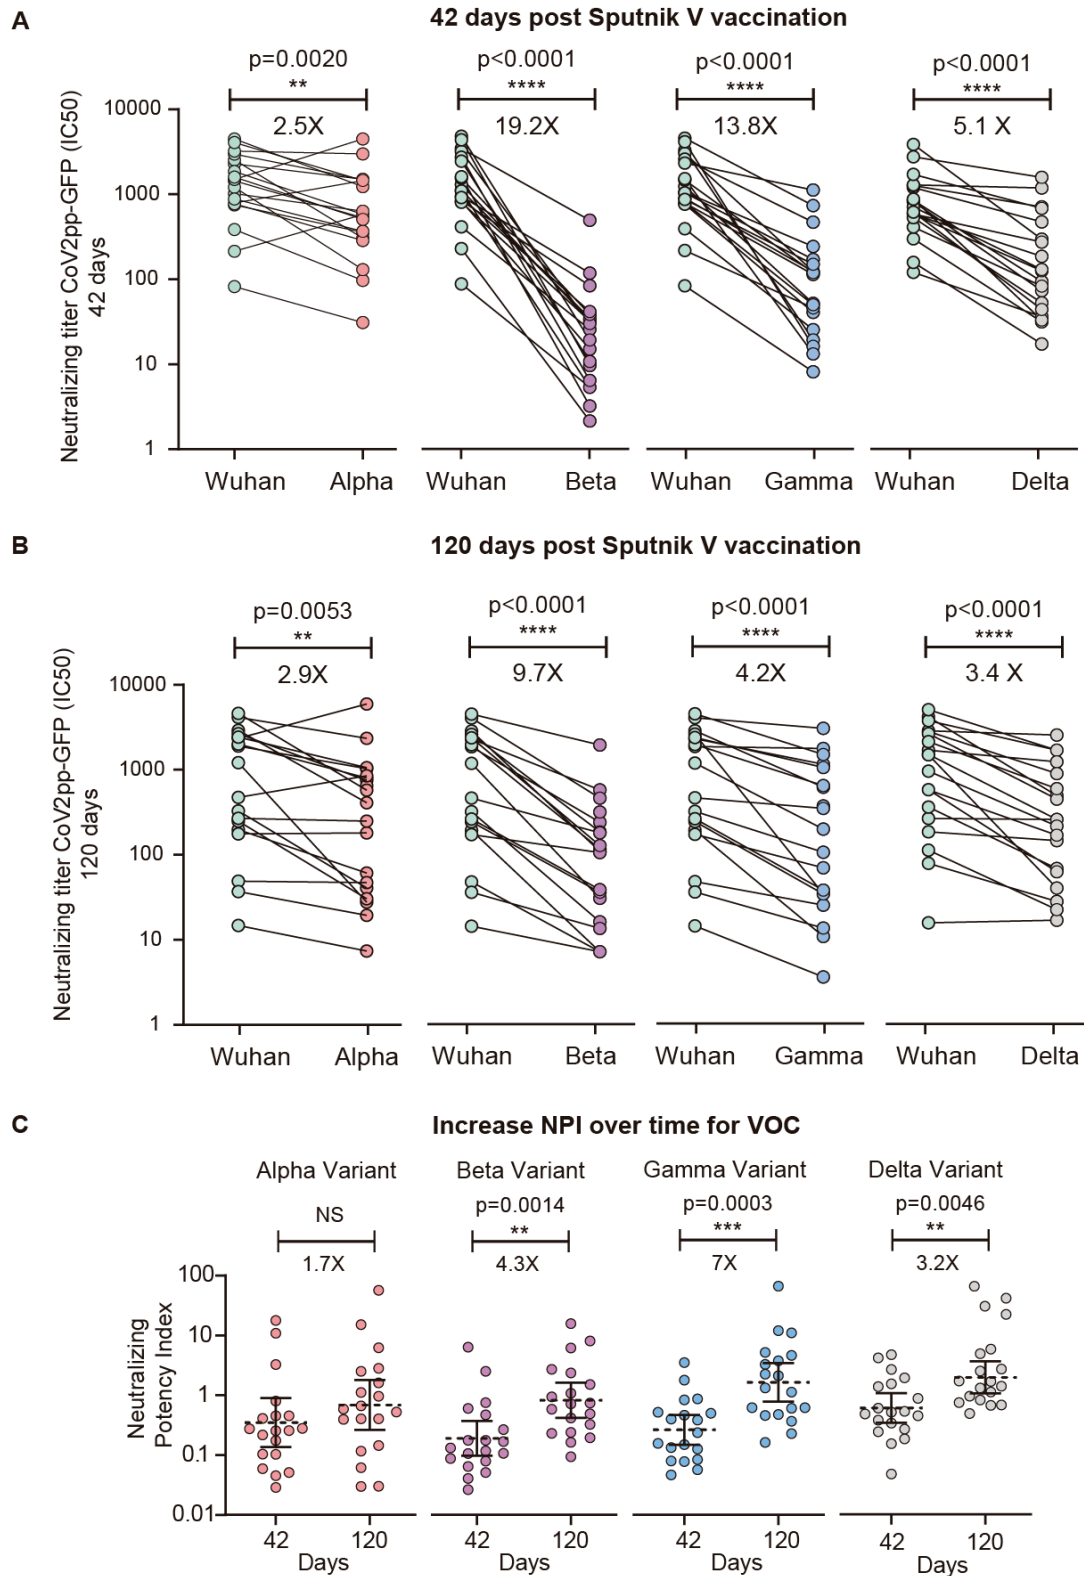 A
42 days post Sputnik V vaccination
p=0.0020
p<0.0001
p<0.0001
p<0.0001
**
****
****
****
2.5X
19.2X
13.8X
5.1 X
Neutralizing titer CoV2pp-GFP (IC50)
42 days
10000
1000
100
10
1
Wuhan Alpha
Wuhan Beta
Wuhan Gamma
Wuhan Delta
B
120 days post Sputnik V vaccination
p=0.0053
p<0.0001
p<0.0001
p<0.0001
**
****
****
****
2.9X
9.7X
4.2X
3.4 X
Neutralizing titer CoV2pp-GFP (IC50)
120 days
10000
1000
100
10
1
Wuhan Alpha
Wuhan Beta
Wuhan Gamma
Wuhan Delta
C
Increase NPI over time for VOC
Alpha Variant
Beta Variant
Gamma Variant
Delta Variant
NS
p=0.0014
p=0.0003
p=0.0046
**
***
**
1.7X
4.3X
7X
3.2X
Neutralizing
Potency Index
100
10
1
0.1
0.01
42 120
Days
42 120
Days
42 120
Days
42 120
Days